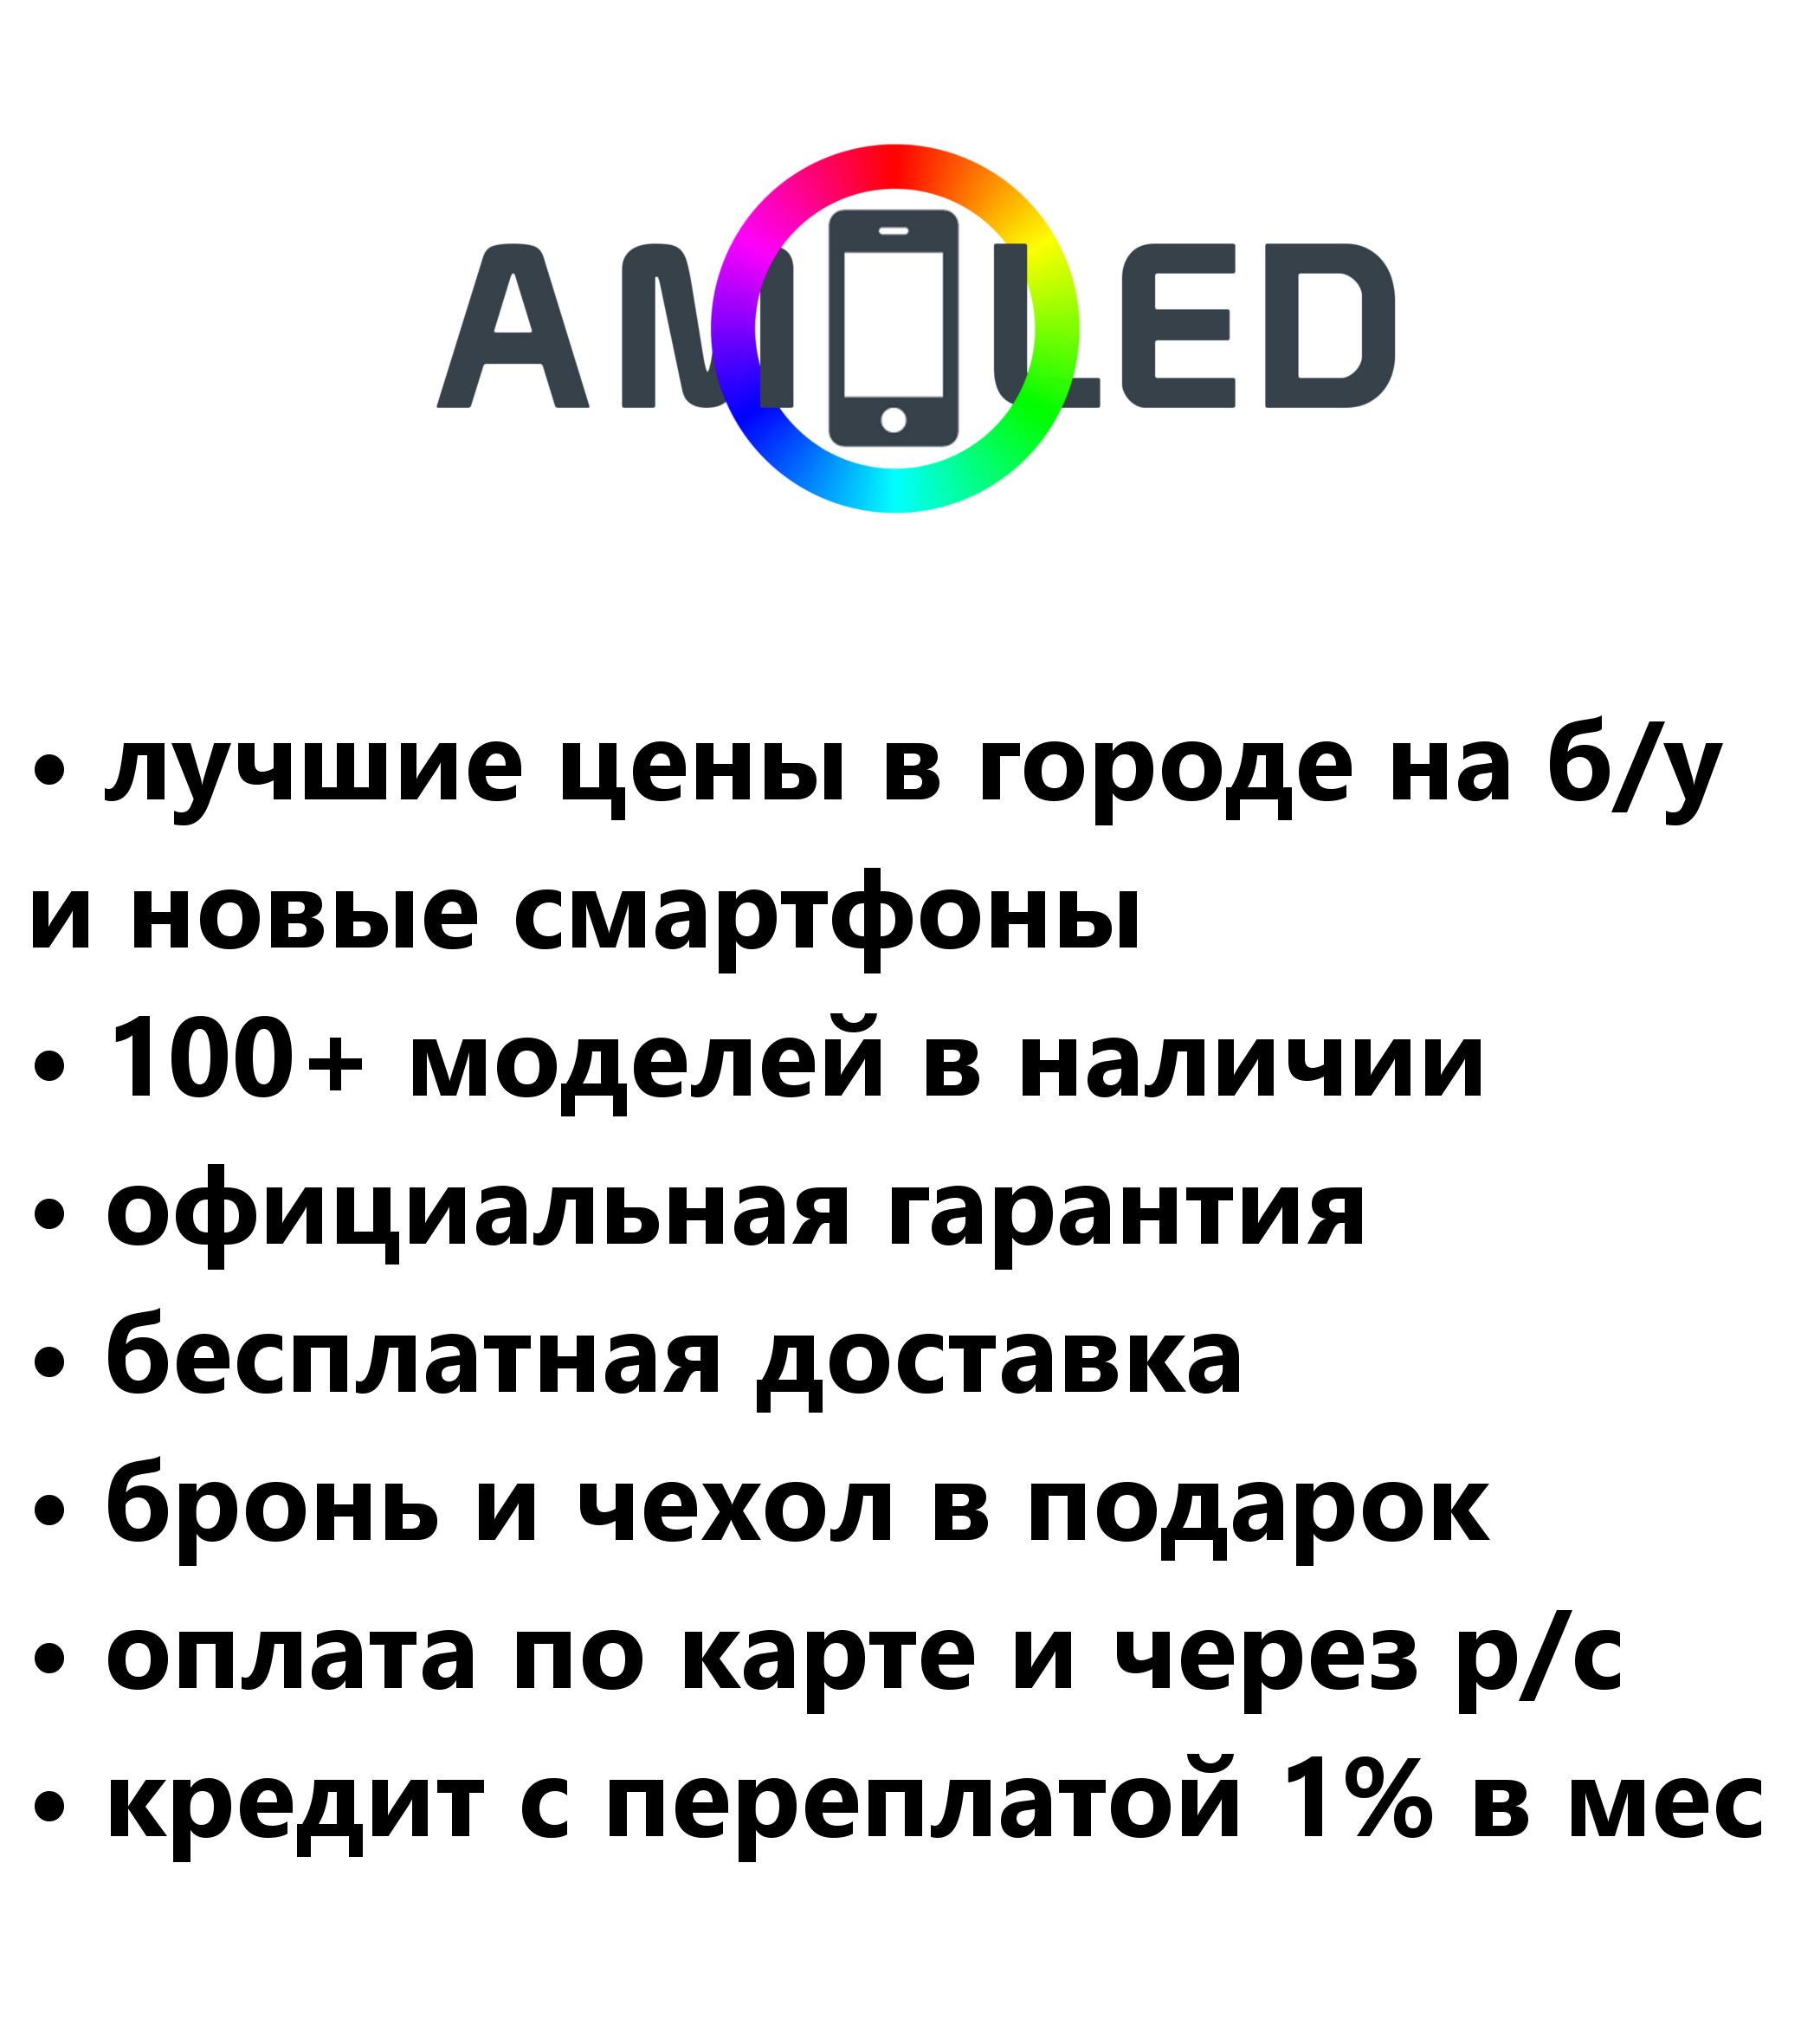 AMOLED
• лучшие цены в городе на б/у
и новые смартфоны
• 100+ моделей в наличии
• официальная гарантия
• бесплатная доставка
• бронь и чехол в подарок
• оплата по карте и через р/с
• кредит с переплатой 1% в мес